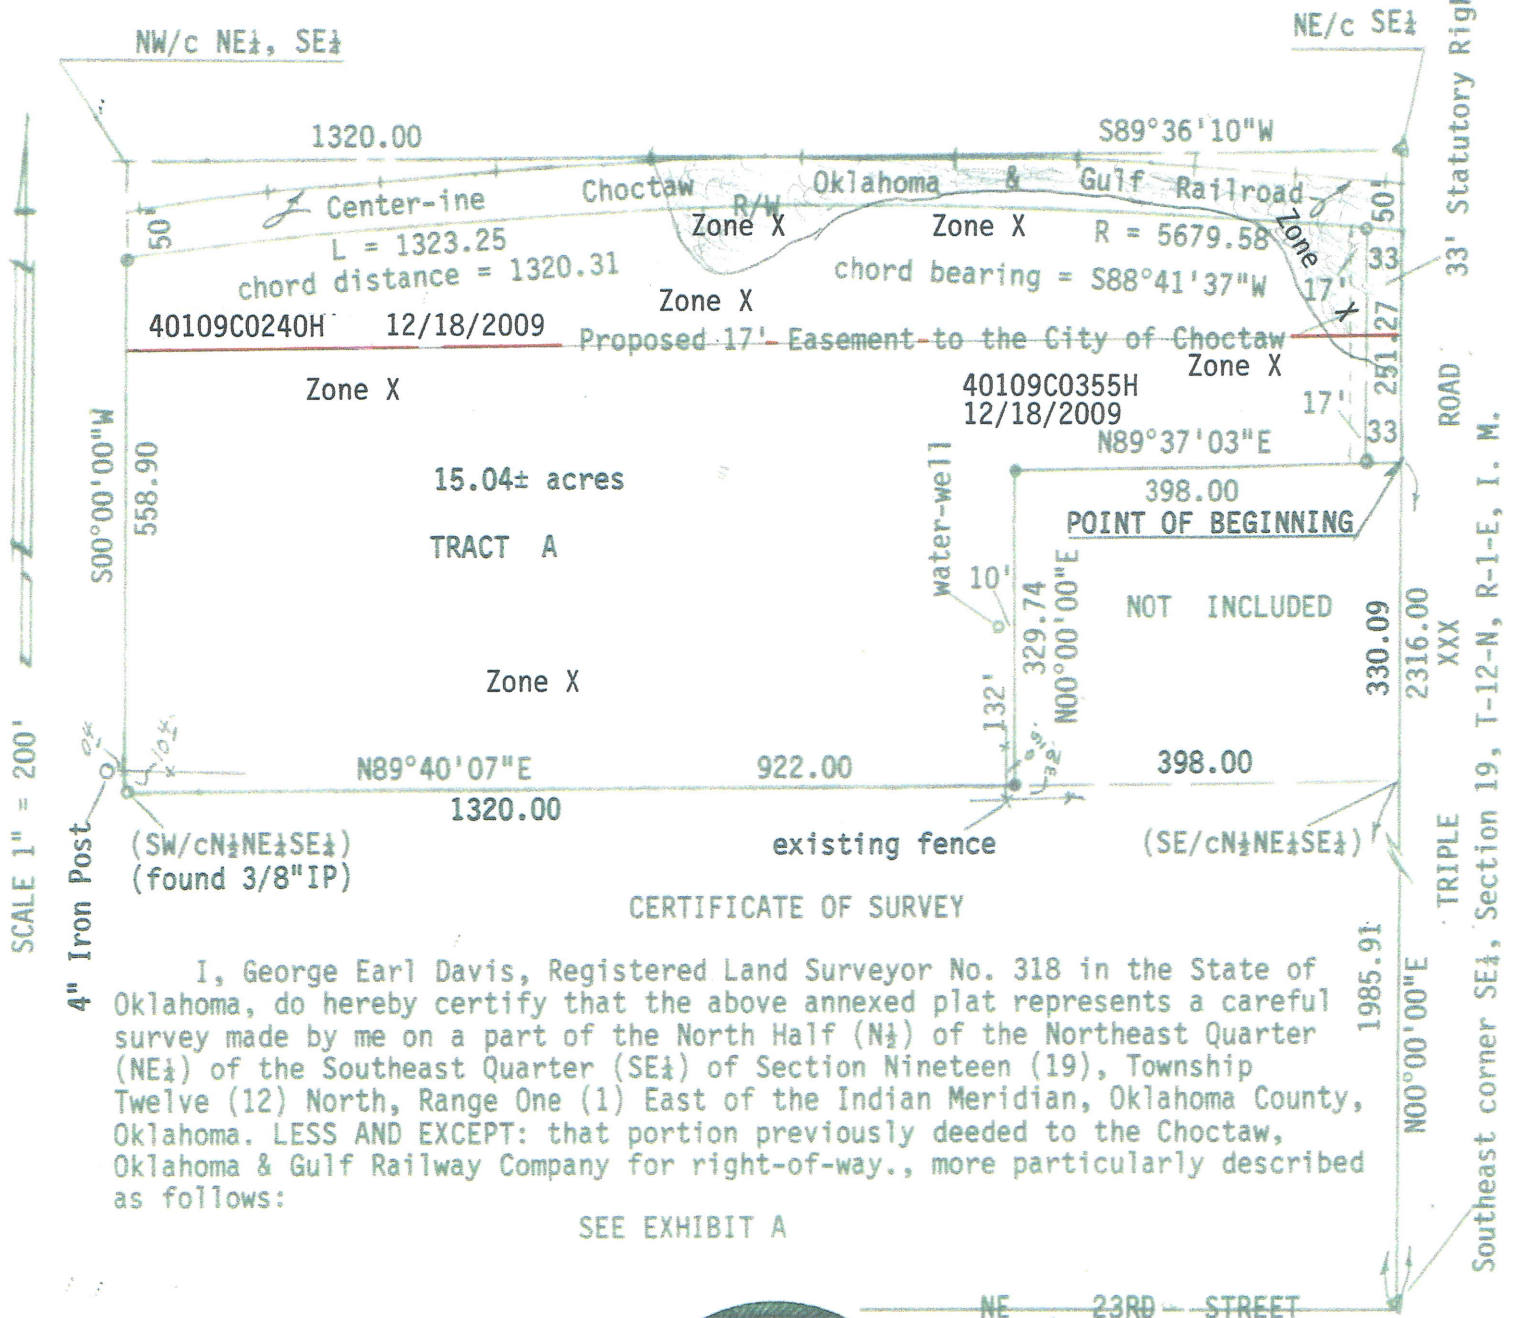 NW/c NE¼, SE¼
NE/c SE¼
1320.00
S89°36'10"W
33' Statutory
50'
Center-ine
Choctaw
R/W
Oklahoma & Gulf Railroad
50'
L = 1323.25
chord distance = 1320.31
Zone X
Zone X
R = 5679.58
chord bearing = S88°41'37"W
Zone X
33
17'
Zone X
40109C0240H 12/18/2009
Proposed 17' Easement to the City of Choctaw
251.27
Zone X
Zone X
40109C0355H
12/18/2009
17'
33
ROAD
N89°37'03"E
398.00
POINT OF BEGINNING
S00°00'00"W
558.90
15.04± acres
TRACT A
water-well
10'
132'
329.74
N00°00'00"E
NOT INCLUDED
330.09
2316.00
XXX
Zone X
SCALE 1" = 200'
N89°40'07"E
922.00
1320.00
398.00
4" Iron Post
(SW/cN½NE¼SE¼)
(found 3/8"IP)
existing fence
(SE/cN½NE¼SE¼)
TRIPLE
1985.91
N00°00'00"E
Southeast corner SE¼, Section 19, T-12-N, R-1-E, I. M.
CERTIFICATE OF SURVEY
I, George Earl Davis, Registered Land Surveyor No. 318 in the State of
Oklahoma, do hereby certify that the above annexed plat represents a careful
survey made by me on a part of the North Half (N½) of the Northeast Quarter
(NE¼) of the Southeast Quarter (SE¼) of Section Nineteen (19), Township
Twelve (12) North, Range One (1) East of the Indian Meridian, Oklahoma County,
Oklahoma. LESS AND EXCEPT: that portion previously deeded to the Choctaw,
Oklahoma & Gulf Railway Company for right-of-way., more particularly described
as follows:
SEE EXHIBIT A
NE 23RD STREET